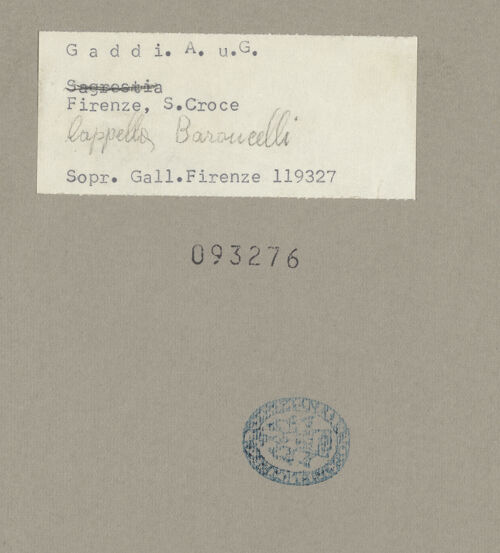 Gaddi. A. u.G.
Sagrestia
Firenze, S.Croce
Cappella Baroncelli
Sopr. Gall.Firenze 119327
093276